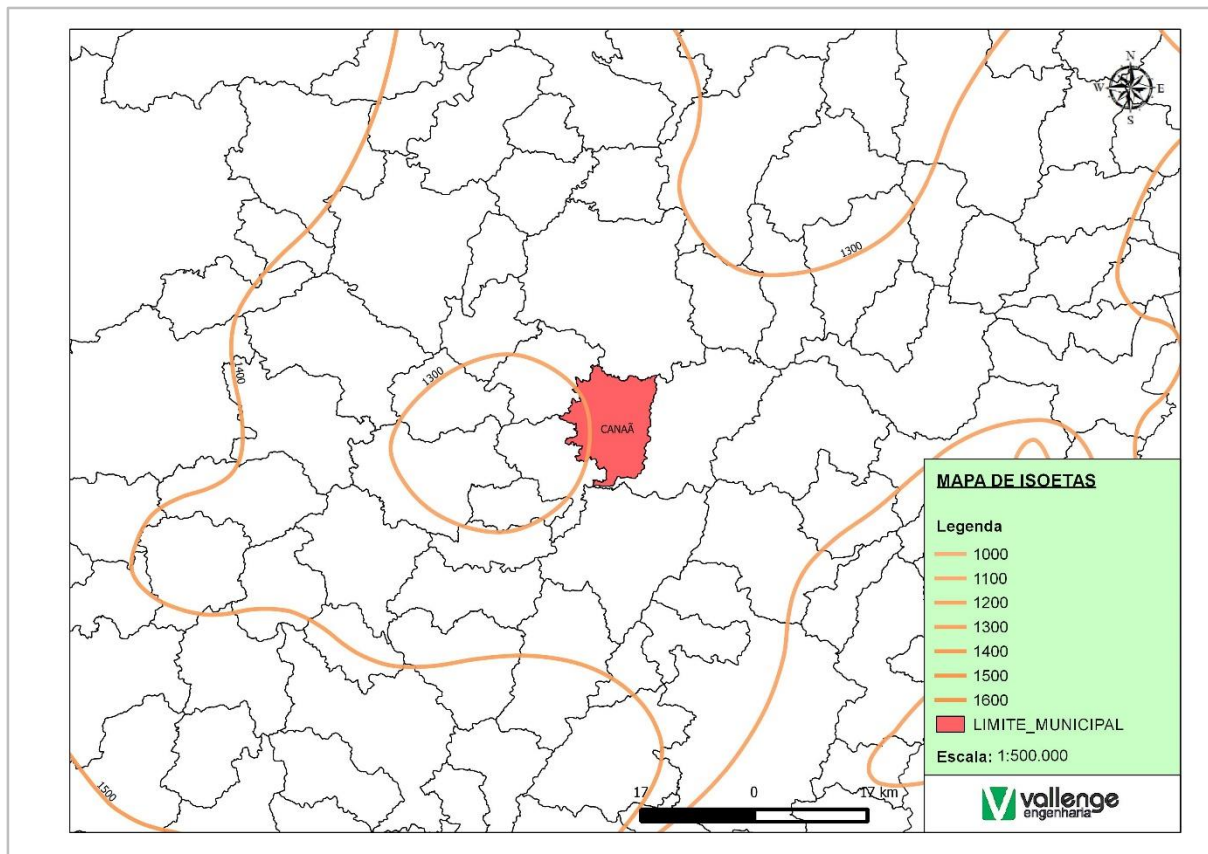 N
W E
S
1300
1400
1300
CANAÃ
1500
17 0 17 km
MAPA DE ISOETAS
Legenda
1000
1100
1200
1300
1400
1500
1600
LIMITE_MUNICIPAL
Escala: 1:500.000
vallenge
engenharia